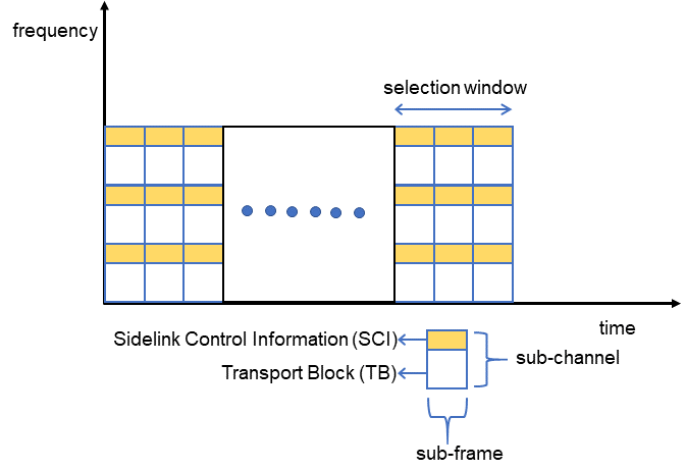 frequency
selection window
time
Sidelink Control Information (SCI)
sub-channel
Transport Block (TB)
sub-frame